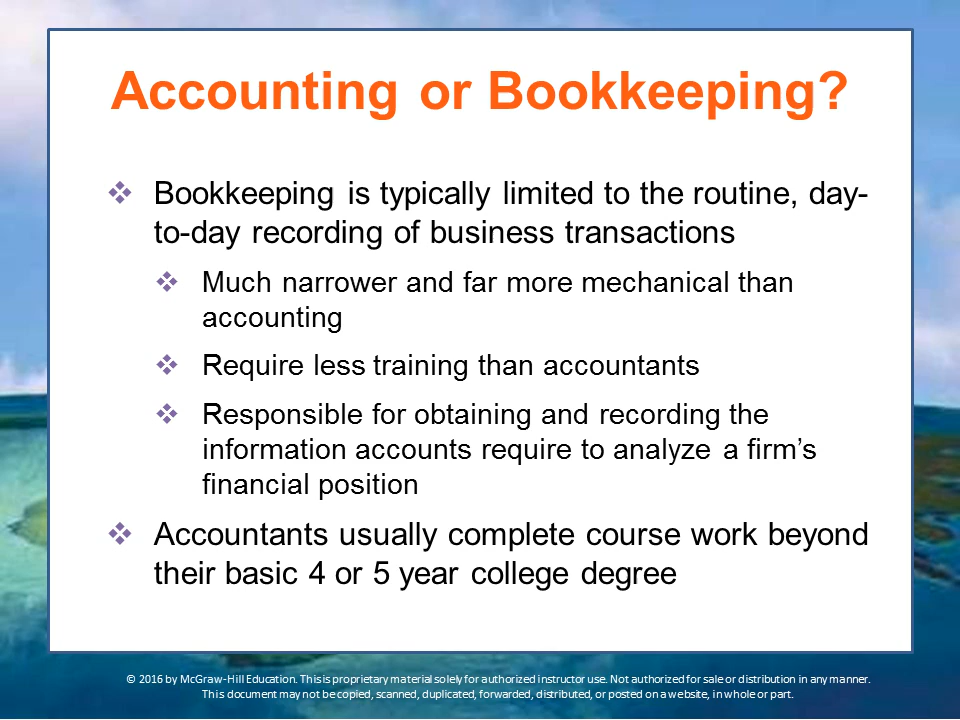 Accounting or Bookkeeping?
Bookkeeping is typically limited to the routine, day-
to-day recording of business transactions
Much narrower and far more mechanical than
accounting
Require less training than accountants
Responsible for obtaining and recording the
information accounts require to analyze a firm’s
financial position
Accountants usually complete course work beyond
their basic 4 or 5 year college degree
© 2016 by McGraw-Hill Education. This is proprietary material solely for authorized instructor use. Not authorized for sale or distribution in any manner.
This document may not be copied, scanned, duplicated, forwarded, distributed, or posted on a website, in whole or part.